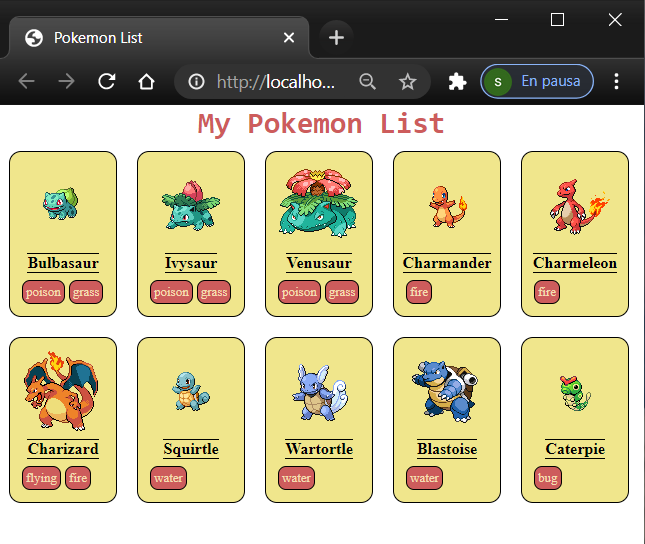 Pokemon List
http://localho...
s En pausa
My Pokemon List
Bulbasaur Ivysaur Venusaur Charmander Charmeleon
poison grass poison grass poison grass fire fire
Charizard Squirtle Wartortle Blastoise Caterpie
flying fire water water water bug